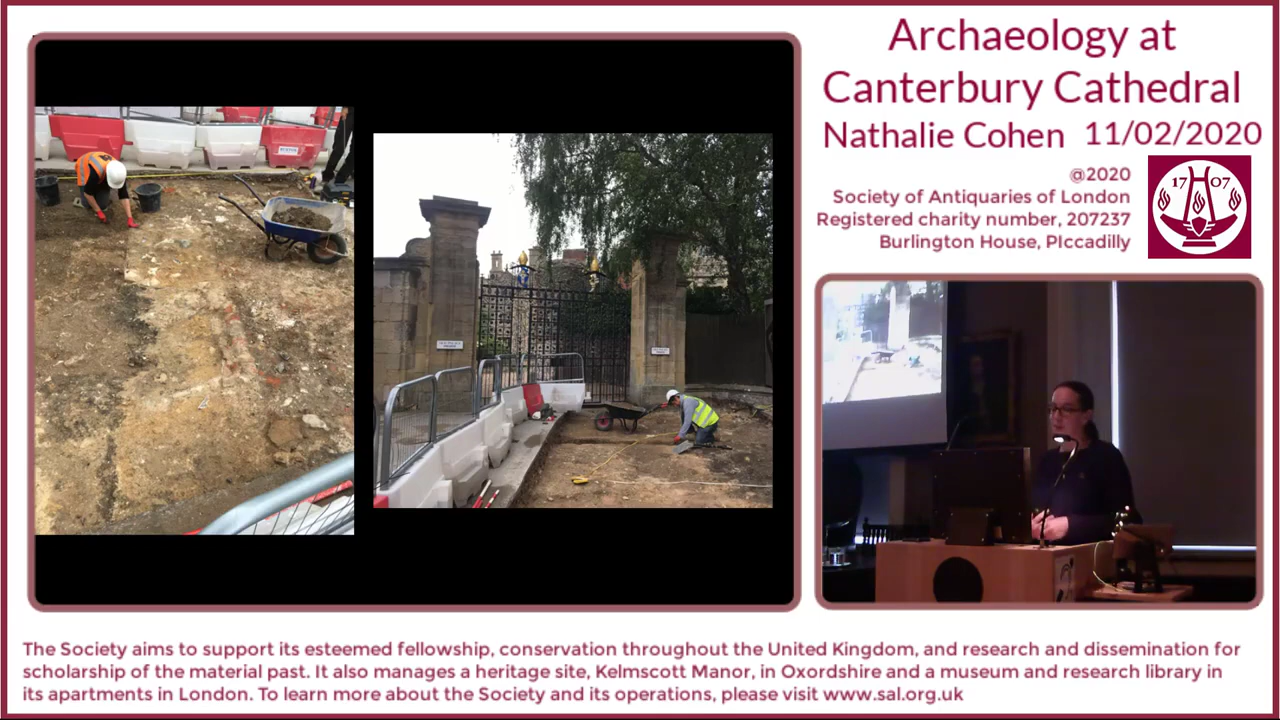 Archaeology at
Canterbury Cathedral
Nathalie Cohen 11/02/2020
@2020
Society of Antiquaries of London
Registered charity number, 207237
Burlington House, PIccadilly
17 07
The Society aims to support its esteemed fellowship, conservation throughout the United Kingdom, and research and dissemination for
scholarship of the material past. It also manages a heritage site, Kelmscott Manor, in Oxordshire and a museum and research library in
its apartments in London. To learn more about the Society and its operations, please visit www.sal.org.uk